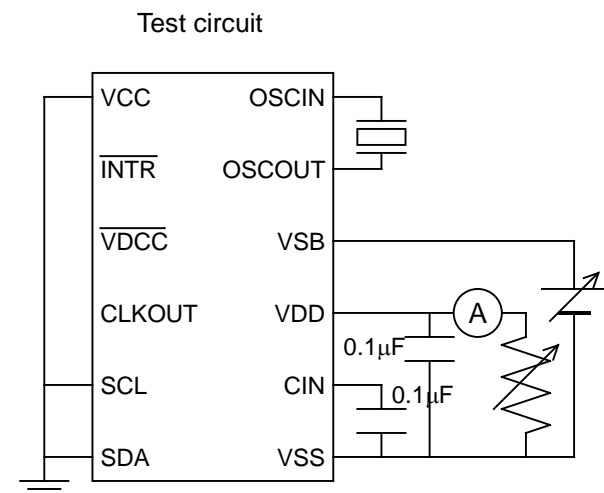 Test circuit
VCC OSCIN
INTR OSCOUT
VDCC VSB
CLKOUT VDD
A
0.1μF
SCL CIN
0.1μF
SDA VSS